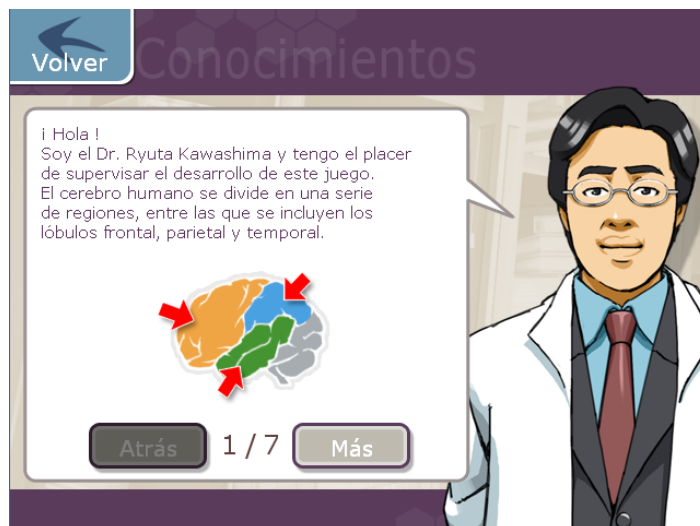 Volver
Conocimientos
¡ Hola !
Soy el Dr. Ryuta Kawashima y tengo el placer
de supervisar el desarrollo de este juego.
El cerebro humano se divide en una serie
de regiones, entre las que se incluyen los
lóbulos frontal, parietal y temporal.
Atrás 1 / 7 Más